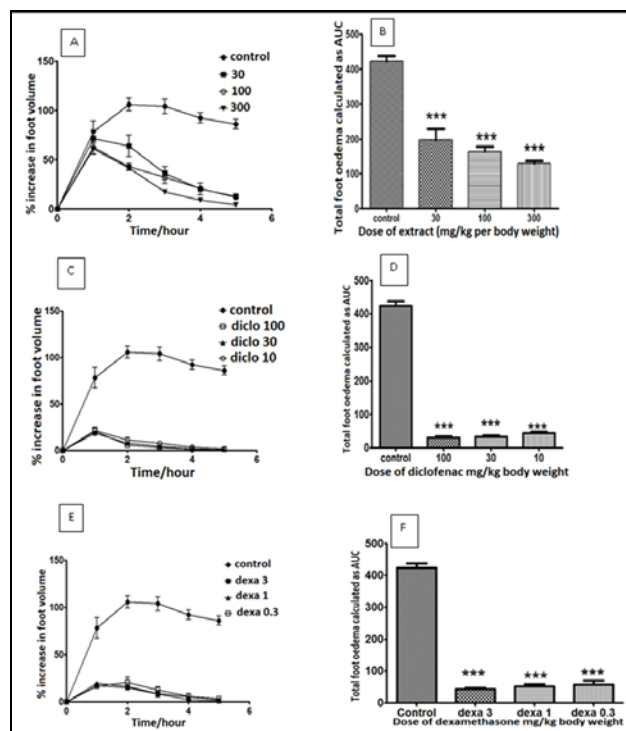 A
% increase in foot volume
150
100
50
0
0
2
4
6
Time/hour
control
30
100
300
B
Total foot oedema calculated as AUC
500
400
300
200
100
0
***
***
***
control
30
100
300
Dose of extract (mg/kg per body weight)
C
% increase in foot volume
150
100
50
0
0
2
4
6
Time/hour
control
diclo 100
diclo 30
diclo 10
D
Total foot oedema calculated as AUC
500
400
300
200
100
0
***
***
***
control
100
30
10
Dose of diclofenac mg/kg body weight
E
% increase in foot volume
150
100
50
0
0
2
4
6
Time/hour
control
dexa 3
dexa 1
dexa 0.3
F
Total foot oedema calculated as AUC
500
400
300
200
100
0
***
***
***
Control
dexa 3
dexa 1
dexa 0.3
Dose of dexamethasone mg/kg body weight